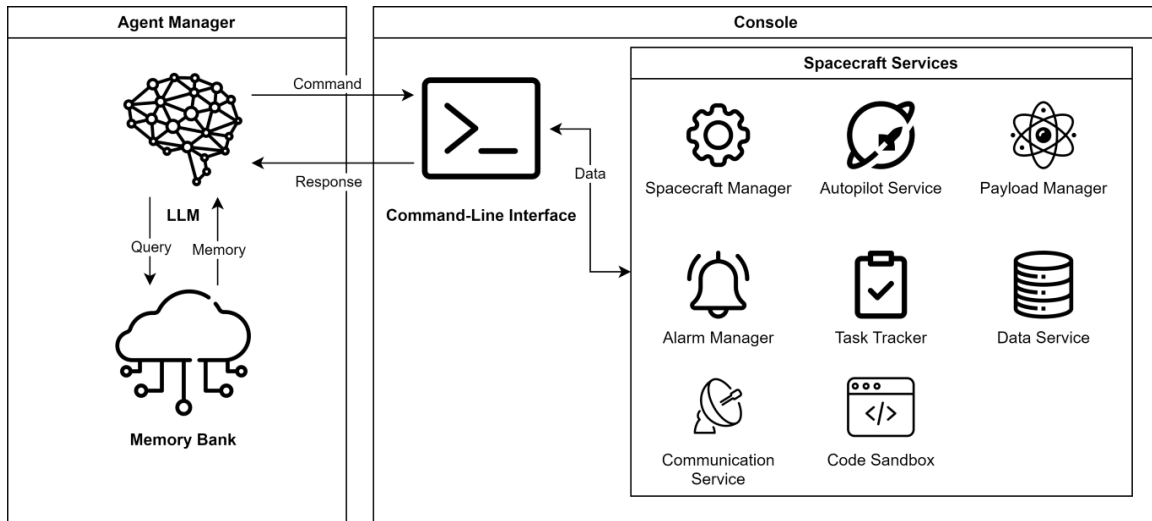 Agent Manager
Console
Spacecraft Services
Command
Response
LLM
Query
Memory
Memory Bank
Command-Line Interface
Data
Spacecraft Manager
Autopilot Service
Payload Manager
Alarm Manager
Task Tracker
Data Service
Communication
Service
Code Sandbox